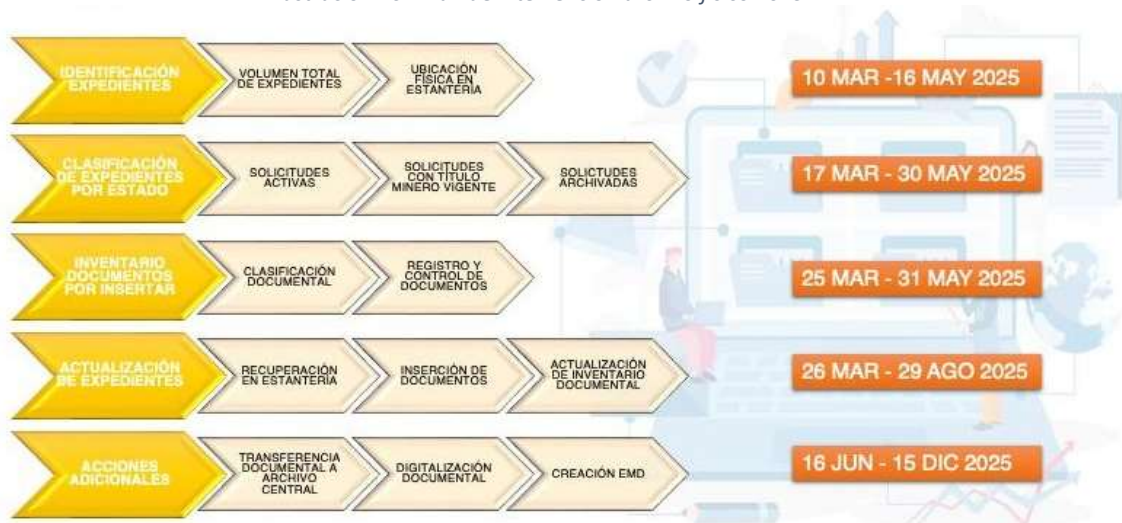 IDENTIFICACIÓN
EXPEDIENTES
VOLUMEN TOTAL
DE EXPEDIENTES
UBICACIÓN
FÍSICA EN
ESTANTERÍA
10 MAR -16 MAY 2025
CLASIFICACIÓN
DE EXPEDIENTES
POR ESTADO
SOLICITUDES
ACTIVAS
SOLICITUDES
CON TÍTULO
MINERO VIGENTE
SOLICTUDES
ARCHIVADAS
17 MAR - 30 MAY 2025
INVENTARIO
DOCUMENTOS
POR INSERTAR
CLASIFICACIÓN
DOCUMENTAL
REGISTRO Y
CONTROL DE
DOCUMENTOS
25 MAR - 31 MAY 2025
ACTUALIZACIÓN
DE EXPEDIENTES
RECUPERACIÓN
EN ESTANTERÍA
INSERCIÓN DE
DOCUMENTOS
ACTUALIZACIÓN
DE INVENTARIO
DOCUMENTAL
26 MAR - 29 AGO 2025
ACCIONES
ADICIONALES
TRANSFERENCIA
DOCUMENTAL A
ARCHIVO
CENTRAL
DIGITALIZACIÓN
DOCUMENTAL
CREACIÓN EMD
16 JUN - 15 DIC 2025